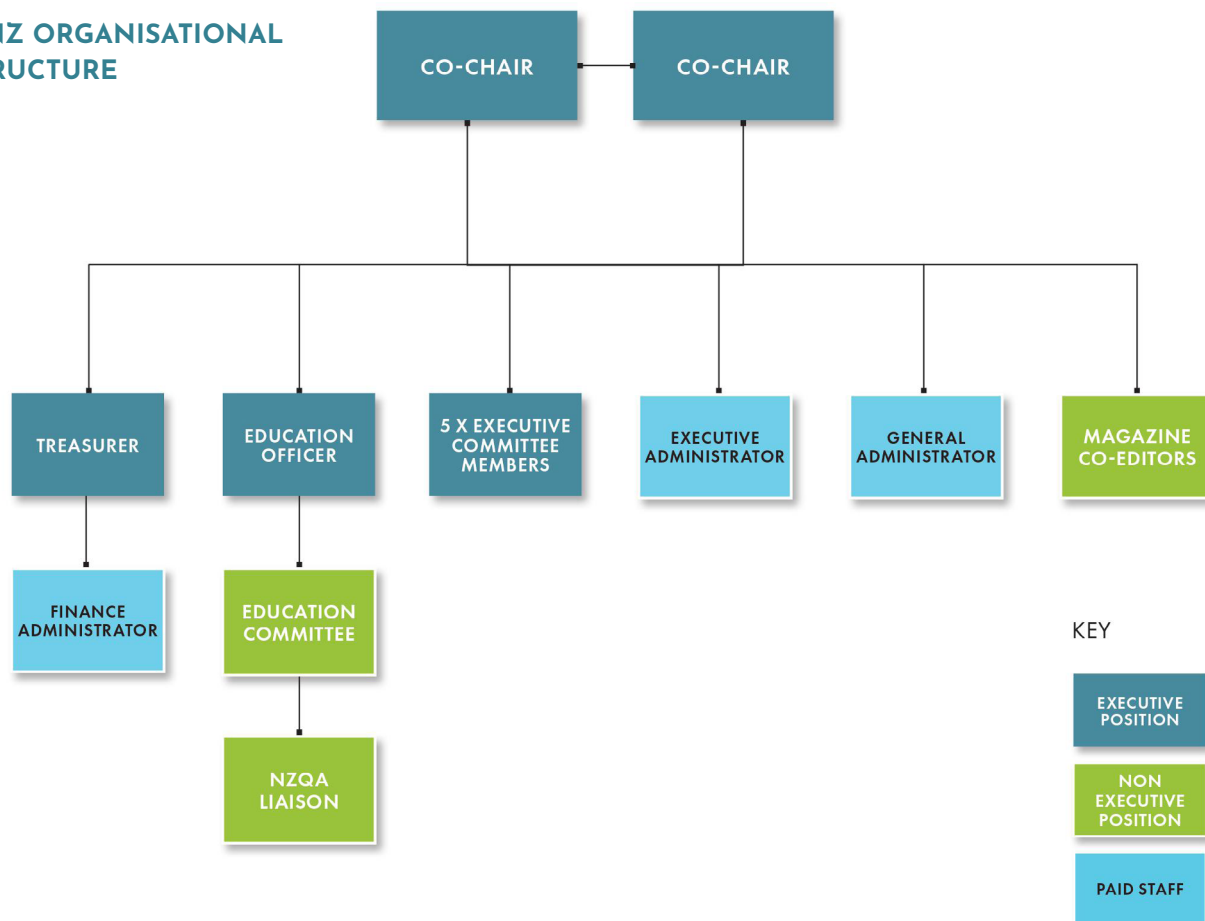 NZ ORGANISATIONAL
RUCTURE
CO-CHAIR
CO-CHAIR
TREASURER
EDUCATION
OFFICER
5 X EXECUTIVE
COMMITTEE
MEMBERS
EXECUTIVE
ADMINISTRATOR
GENERAL
ADMINISTRATOR
MAGAZINE
CO-EDITORS
FINANCE
ADMINISTRATOR
EDUCATION
COMMITTEE
NZQA
LIAISON
KEY
EXECUTIVE
POSITION
NON
EXECUTIVE
POSITION
PAID STAFF